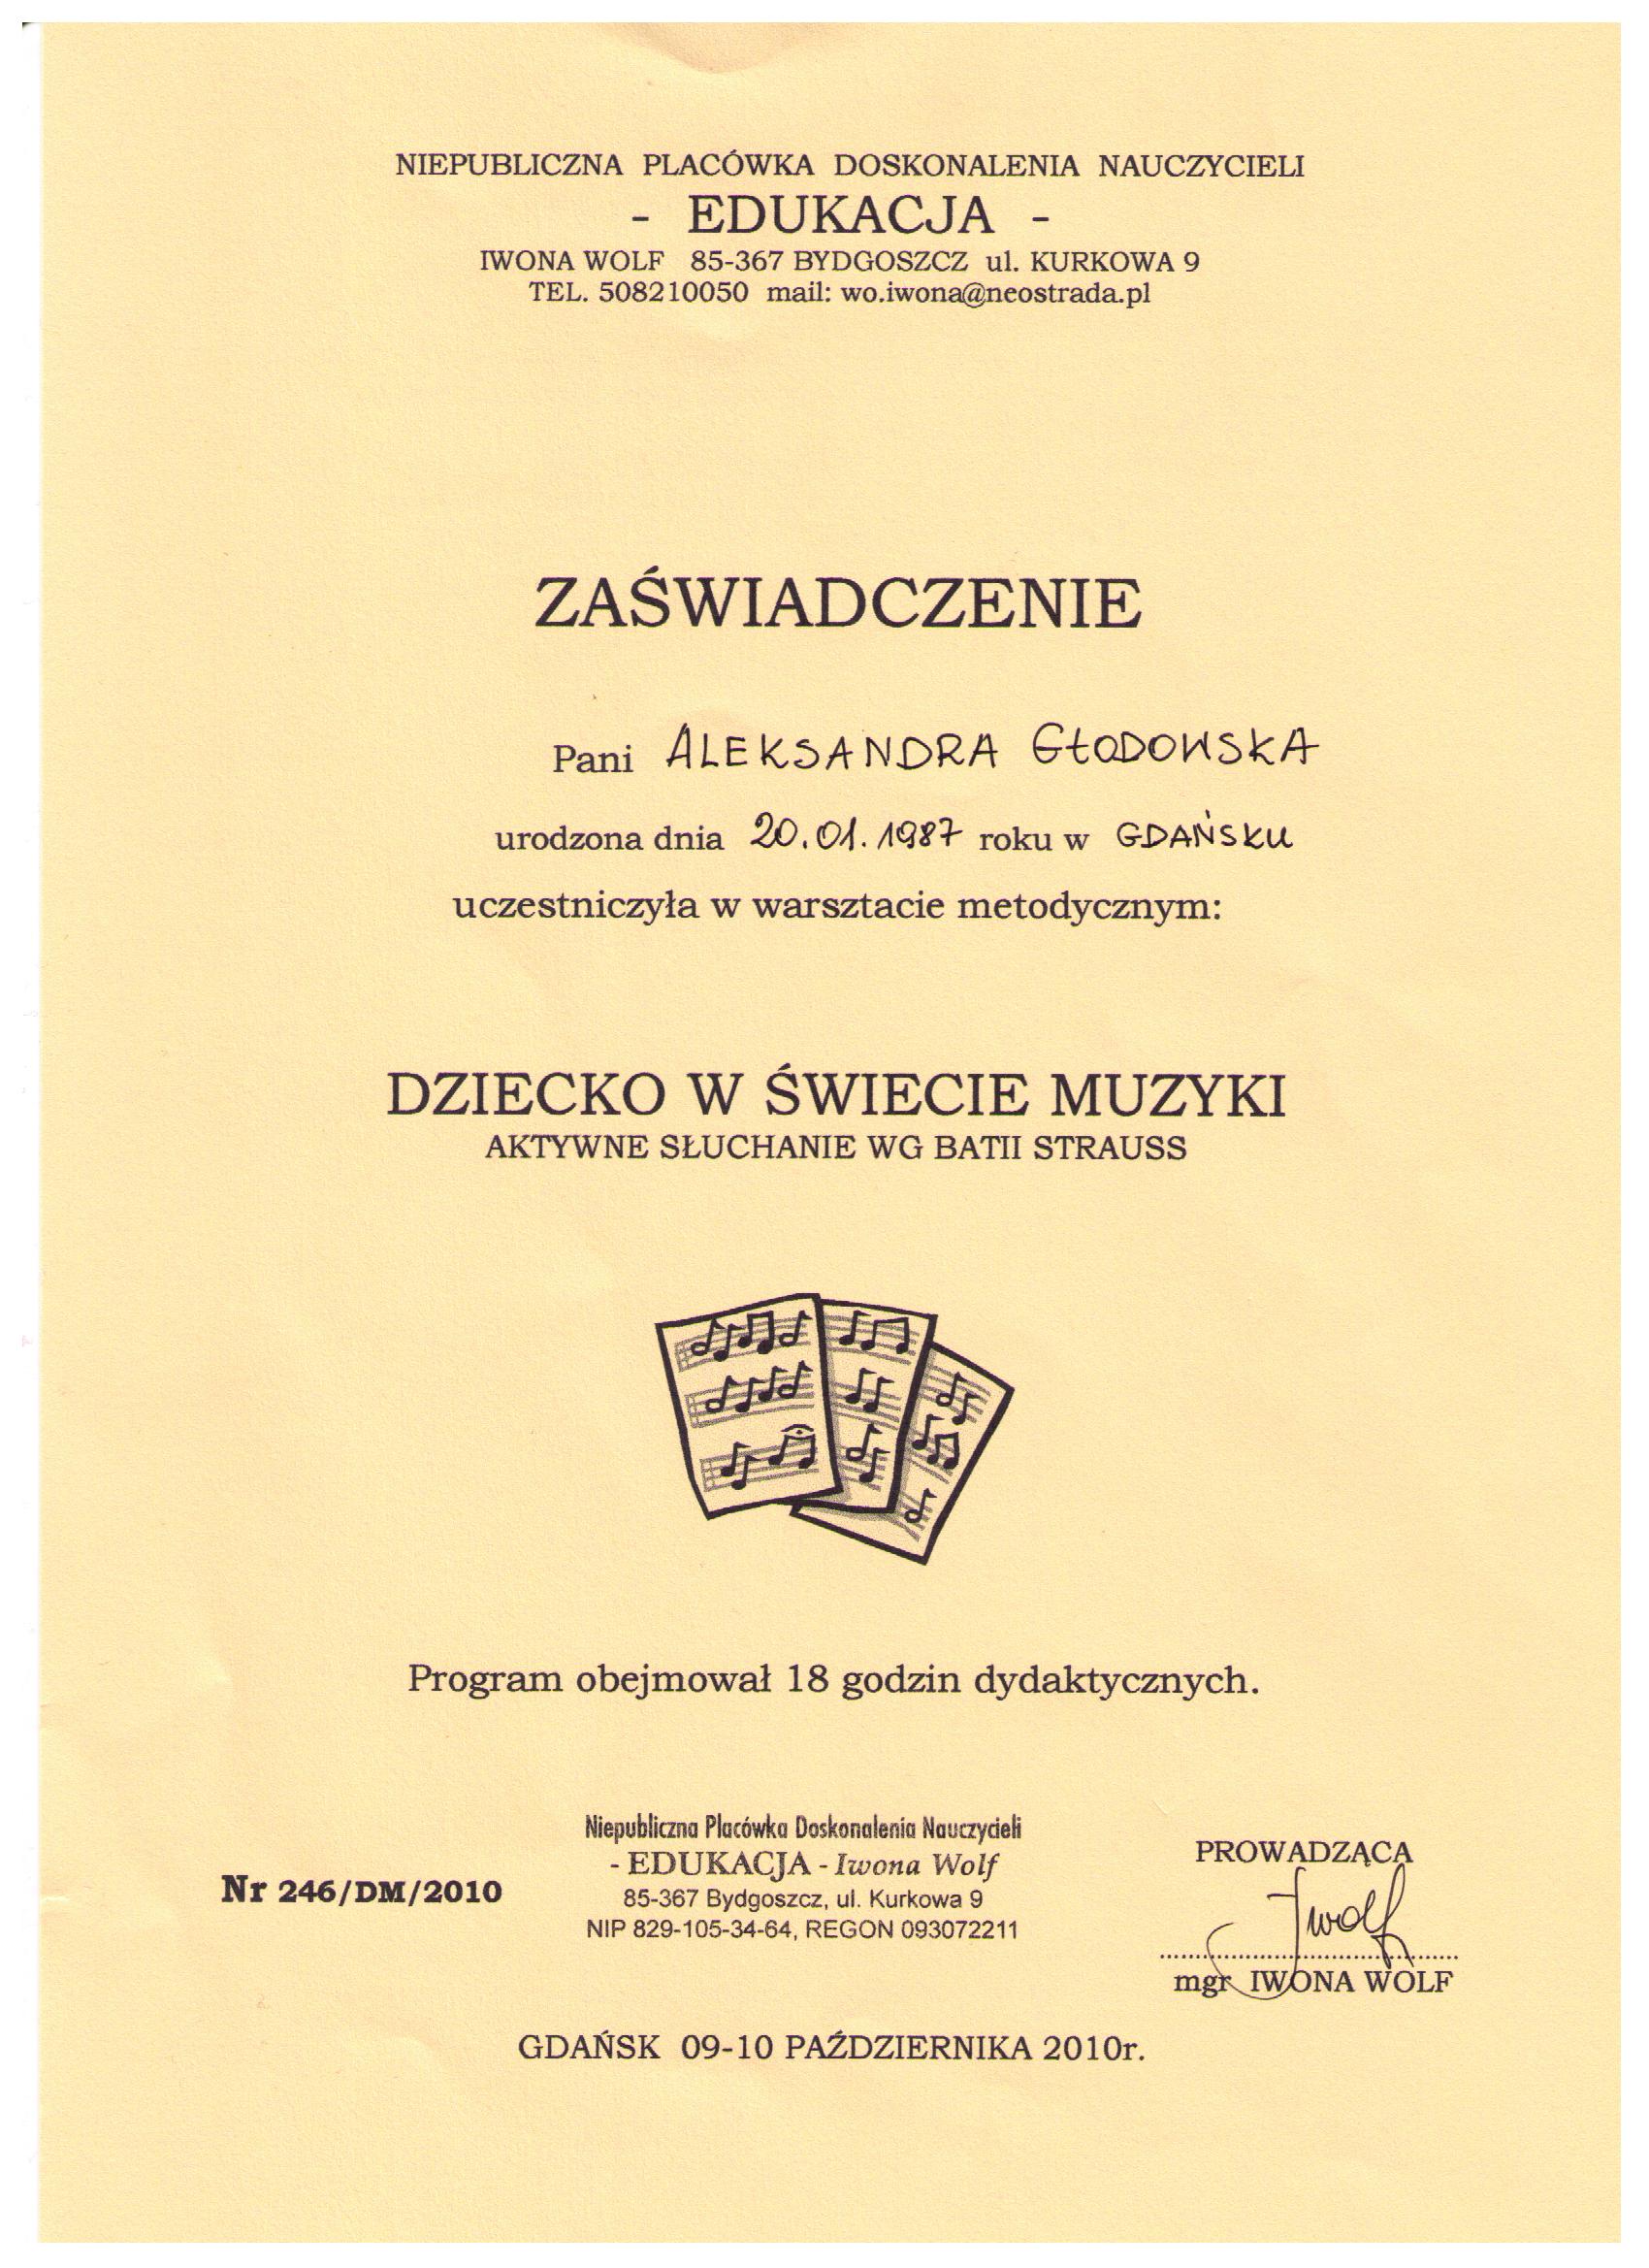 NIEPUBLICZNA PLACÓWKA DOSKONALENIA NAUCZYCIELI
- EDUKACJA -
IWONA WOLF 85-367 BYDGOSZCZ ul. KURKOWA 9
TEL. 508210050 mail: wo.iwona@neostrada.pl
ZAŚWIADCZENIE
Pani ALEKSANDRA GŁODOWSKA
urodzona dnia 20.01.1987 roku w GDAŃSKU
uczestniczyła w warsztacie metodycznym:
DZIECKO W ŚWIECIE MUZYKI
AKTYWNE SŁUCHANIE WG BATII STRAUSS
Program obejmował 18 godzin dydaktycznych.
Nr 246/DM/2010
Niepubliczna Placówka Doskonalenia Nauczycieli
- EDUKACJA - Iwona Wolf
85-367 Bydgoszcz, ul. Kurkowa 9
NIP 829-105-34-64, REGON 093072211
PROWADZĄCA
IWolf
mgr IWONA WOLF
GDAŃSK 09-10 PAŹDZIERNIKA 2010r.